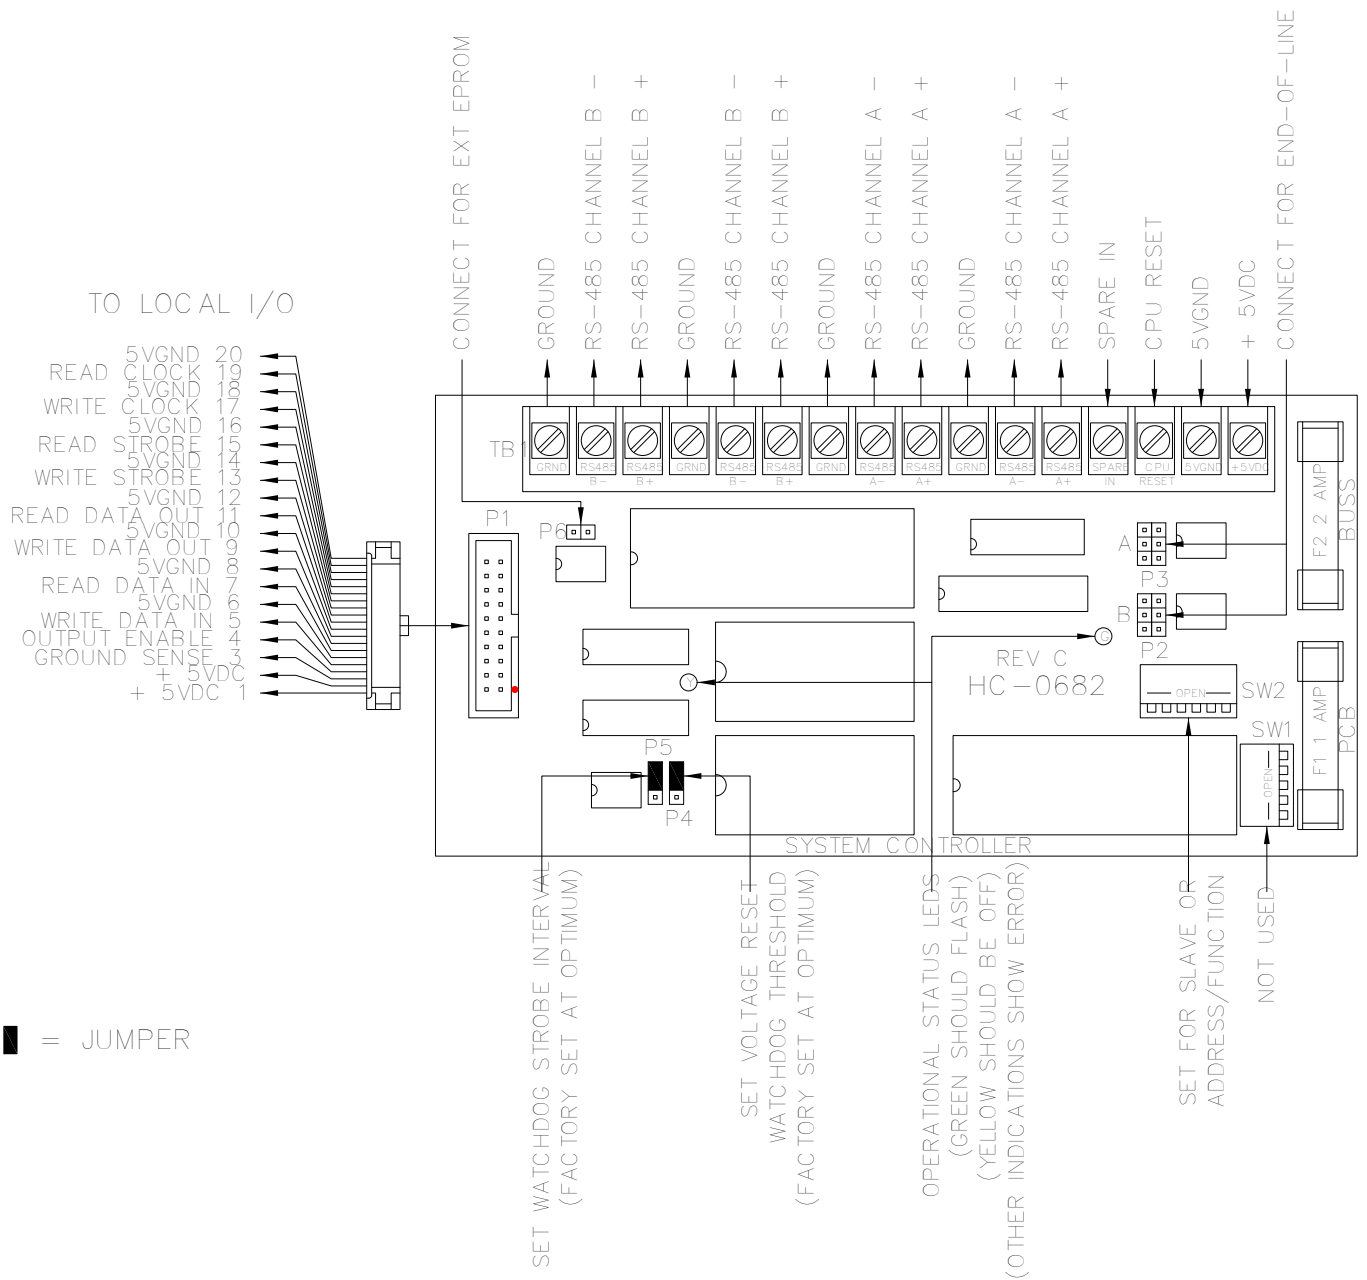 CONNECT FOR EXT EPROM
GROUND
RS-485 CHANNEL B -
RS-485 CHANNEL B +
GROUND
RS-485 CHANNEL B -
RS-485 CHANNEL B +
GROUND
RS-485 CHANNEL A -
RS-485 CHANNEL A +
GROUND
RS-485 CHANNEL A -
RS-485 CHANNEL A +
SPARE IN
CPU RESET
5VGND
+ 5VDC
CONNECT FOR END-OF-LINE
TO LOCAL I/O
5VGND 20
READ CLOCK 19
5VGND 18
WRITE CLOCK 17
5VGND 16
READ STROBE 15
5VGND 14
WRITE STROBE 13
5VGND 12
READ DATA OUT 11
5VGND 10
WRITE DATA OUT 9
5VGND 8
READ DATA IN 7
5VGND 6
WRITE DATA IN 5
OUTPUT ENABLE 4
GROUND SENSE 3
+ 5VDC
+ 5VDC 1
TB1
GRND
RS485
B-
RS485
B+
GRND
RS485
B-
RS485
B+
GRND
RS485
A-
RS485
A+
GRND
RS485
A-
RS485
A+
SPARE
IN
CPU
RESET
5VGND
+5VDC
P1
P6
A
P3
B
P2
F2 2 AMP
BUSS
G
Y
REV C
HC-0682
OPEN
SW2
SW1
OPEN
F1 1 AMP
PCB
P5
P4
SYSTEM CONTROLLER
SET WATCHDOG STROBE INTERVAL
(FACTORY SET AT OPTIMUM)
SET VOLTAGE RESET
WATCHDOG THRESHOLD
(FACTORY SET AT OPTIMUM)
OPERATIONAL STATUS LEDS
(GREEN SHOULD FLASH)
(YELLOW SHOULD BE OFF)
(OTHER INDICATIONS SHOW ERROR)
SET FOR SLAVE OR
ADDRESS/FUNCTION
NOT USED
= JUMPER